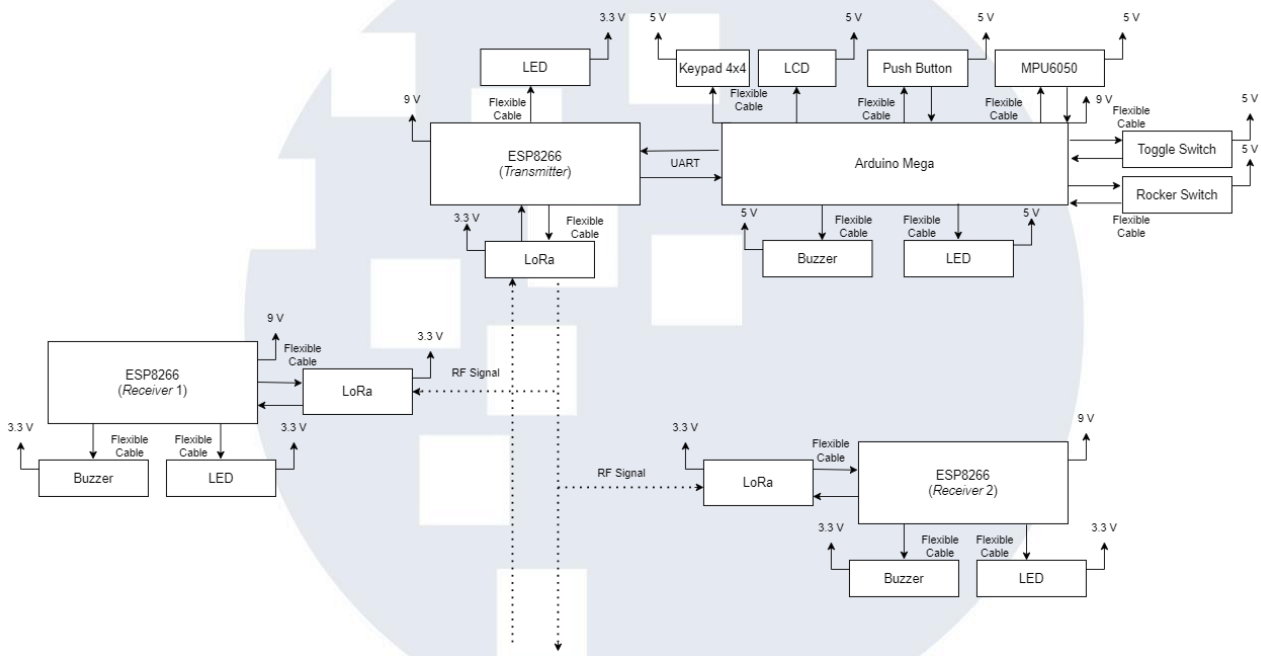 3.3 V
5 V
5 V
5 V
5 V
LED
Keypad 4x4
LCD
Push Button
MPU6050
9 V
Flexible
Cable
Flexible
Cable
Flexible
Cable
Flexible
Cable
9 V
Flexible
Cable
5 V
ESP8266
(Transmitter)
UART
Arduino Mega
Toggle Switch
5 V
Rocker Switch
Flexible
Cable
3.3 V
Flexible
Cable
5 V
Flexible
Cable
Flexible
Cable
5 V
LoRa
Buzzer
LED
9 V
Flexible
Cable
3.3 V
ESP8266
(Receiver 1)
LoRa
RF Signal
3.3 V
Flexible
Cable
Flexible
Cable
3.3 V
Buzzer
LED
RF Signal
3.3 V
Flexible
Cable
9 V
LoRa
ESP8266
(Receiver 2)
3.3 V
Flexible
Cable
Flexible
Cable
3.3 V
Buzzer
LED